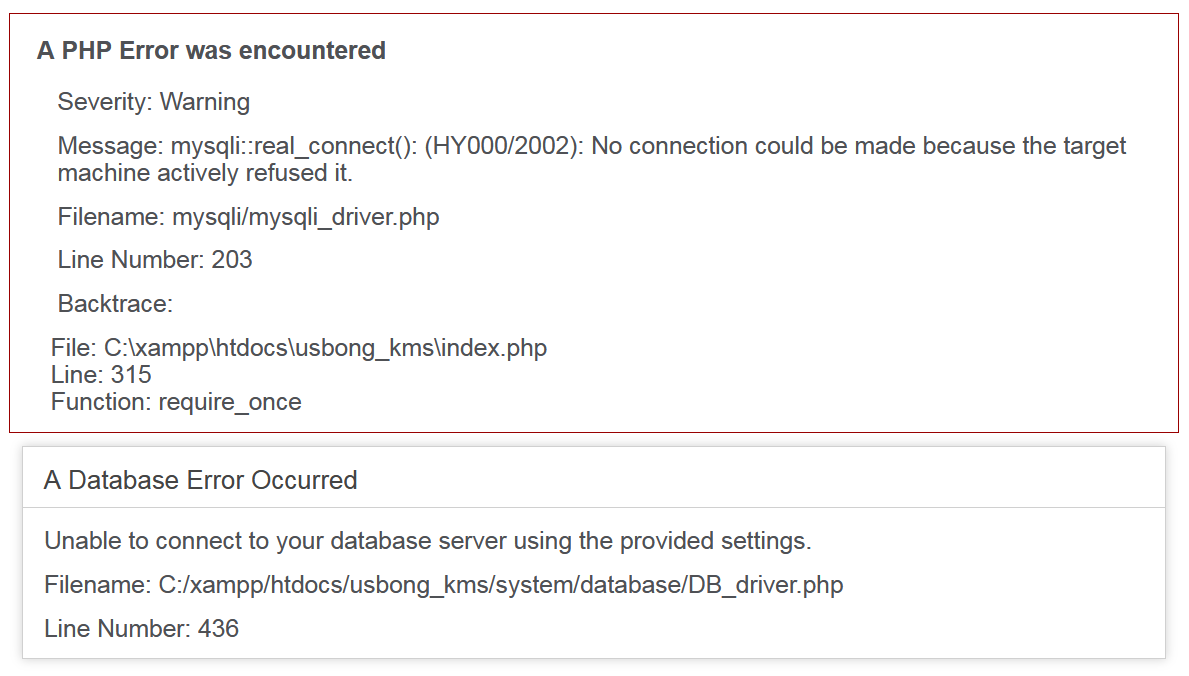 A PHP Error was encountered
Severity: Warning
Message: mysqli::real_connect(): (HY000/2002): No connection could be made because the target
machine actively refused it.
Filename: mysqli/mysqli_driver.php
Line Number: 203
Backtrace:
File: C:\xampp\htdocs\usbong_kms\index.php
Line: 315
Function: require_once
A Database Error Occurred
Unable to connect to your database server using the provided settings.
Filename: C:/xampp/htdocs/usbong_kms/system/database/DB_driver.php
Line Number: 436